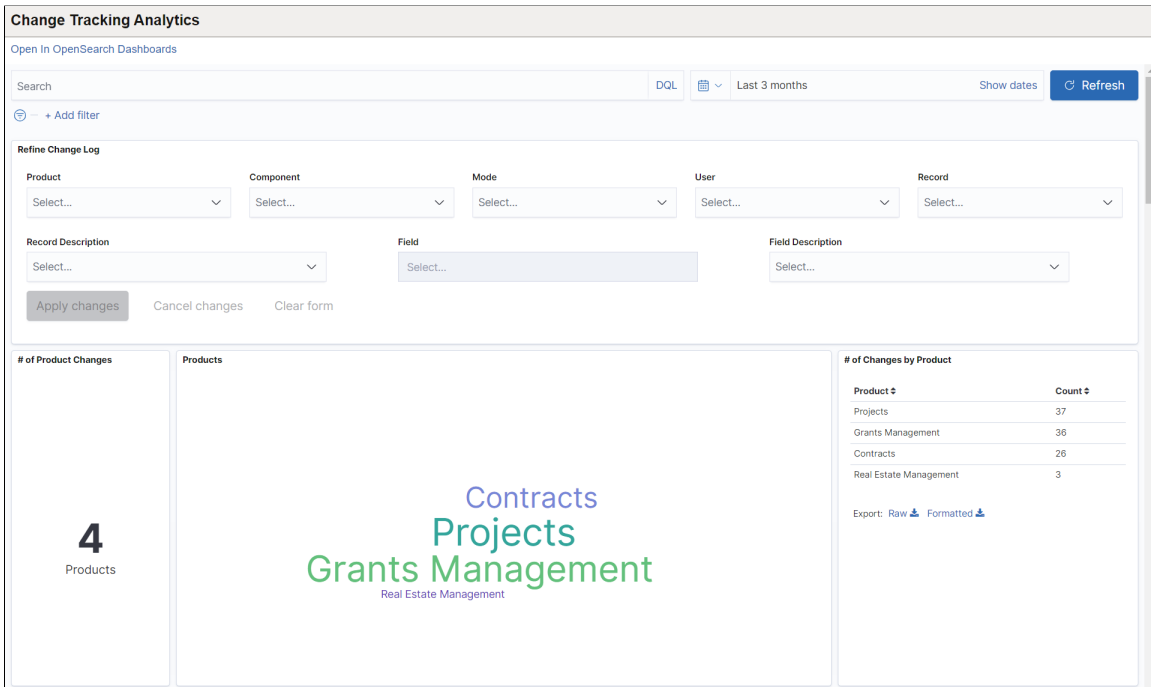 Change Tracking Analytics
Open In OpenSearch Dashboards
Search DQL Last 3 months Show dates Refresh
+ Add filter
Refine Change Log
Product Component Mode User Record
Select... Select... Select... Select... Select...
Record Description Field Field Description
Select... Select... Select...
Apply changes Cancel changes Clear form
# of Product Changes Products # of Changes by Product
Product Count
Projects 37
Grants Management 36
Contracts 26
Real Estate Management 3
Contracts
Export: Raw Formatted
Projects
4
Products
Grants Management
Real Estate Management